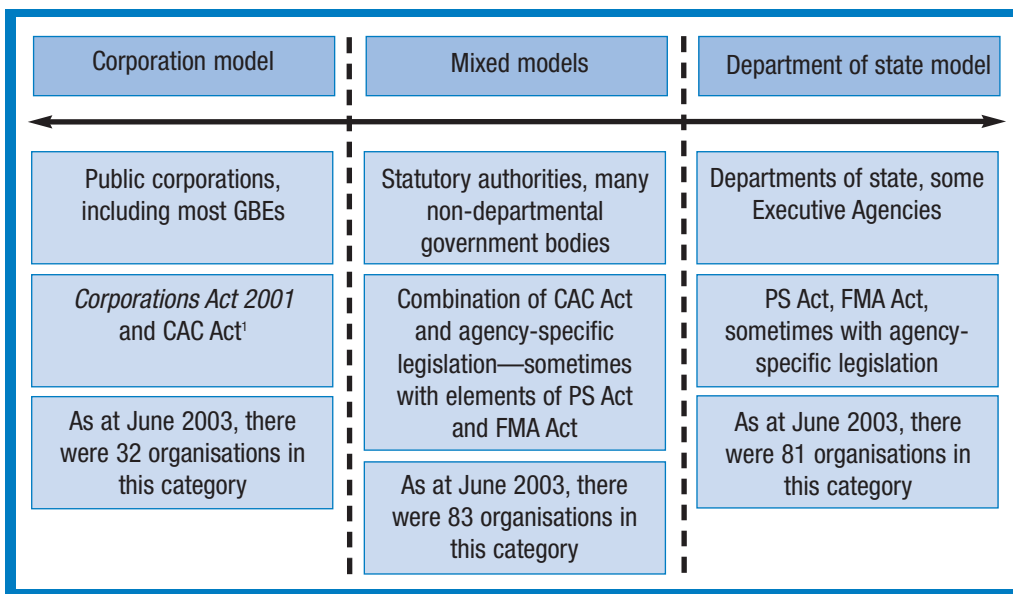 Corporation model
Mixed models
Department of state model
Public corporations,
including most GBEs
Statutory authorities, many
non-departmental
government bodies
Departments of state, some
Executive Agencies
Corporations Act 2001
and CAC Act¹
Combination of CAC Act
and agency-specific
legislation—sometimes
with elements of PS Act
and FMA Act
PS Act, FMA Act,
sometimes with agency-
specific legislation
As at June 2003, there
were 32 organisations in
this category
As at June 2003, there
were 83 organisations in
this category
As at June 2003, there
were 81 organisations in
this category